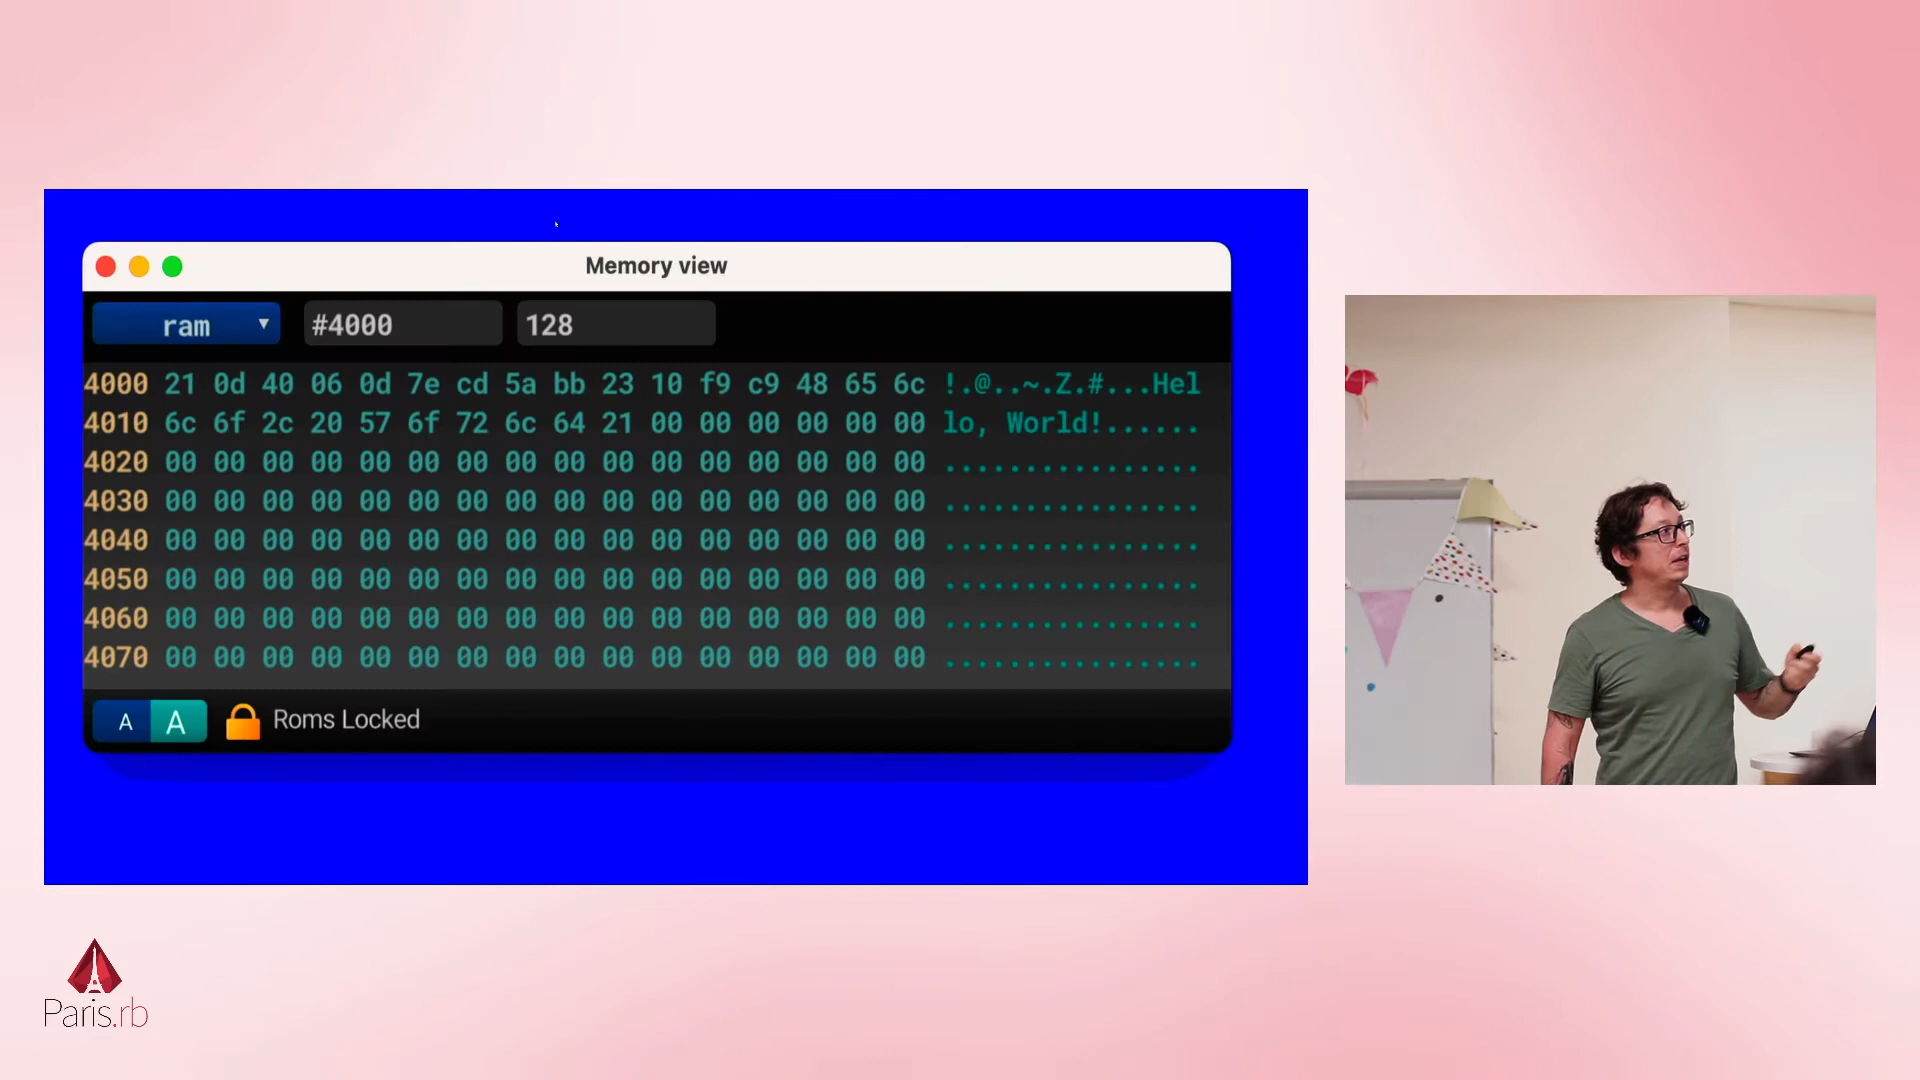 Memory view
ram #4000 128
4000 21 0d 40 06 0d 7e cd 5a bb 23 10 f9 c9 48 65 6c !.@..~.Z.#...Hel
4010 6c 6f 2c 20 57 6f 72 6c 64 21 00 00 00 00 00 00 lo, World!......
4020 00 00 00 00 00 00 00 00 00 00 00 00 00 00 00 00 ................
4030 00 00 00 00 00 00 00 00 00 00 00 00 00 00 00 00 ................
4040 00 00 00 00 00 00 00 00 00 00 00 00 00 00 00 00 ................
4050 00 00 00 00 00 00 00 00 00 00 00 00 00 00 00 00 ................
4060 00 00 00 00 00 00 00 00 00 00 00 00 00 00 00 00 ................
4070 00 00 00 00 00 00 00 00 00 00 00 00 00 00 00 00 ................
A A Roms Locked
Paris.rb